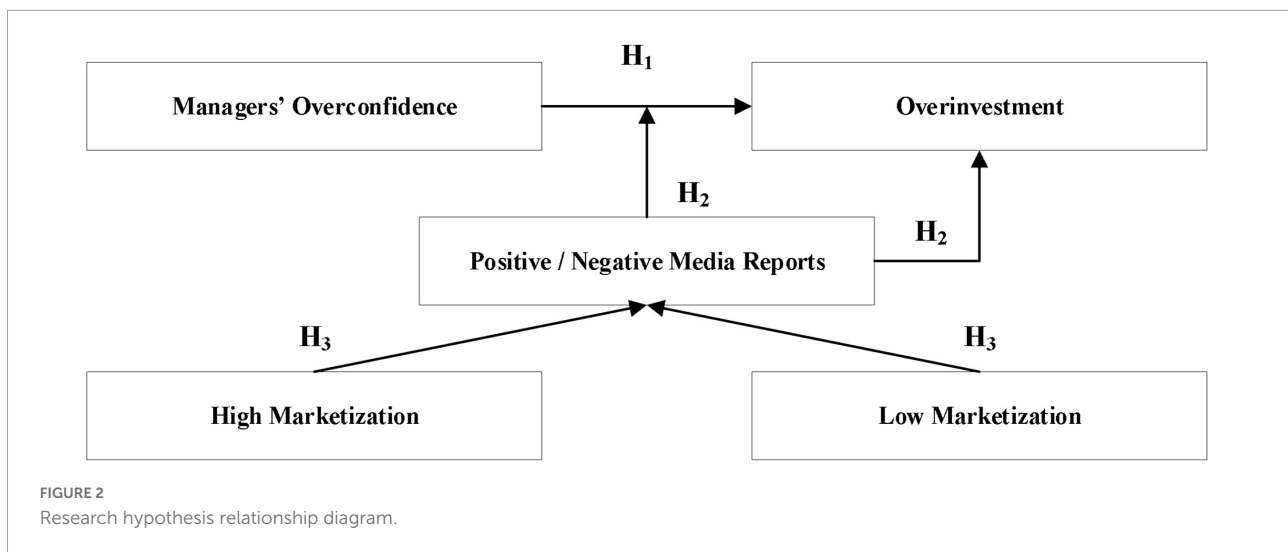 H₁
Managers' Overconfidence
Overinvestment
H₂
H₂
Positive / Negative Media Reports
H₃
H₃
High Marketization
Low Marketization
FIGURE 2
Research hypothesis relationship diagram.